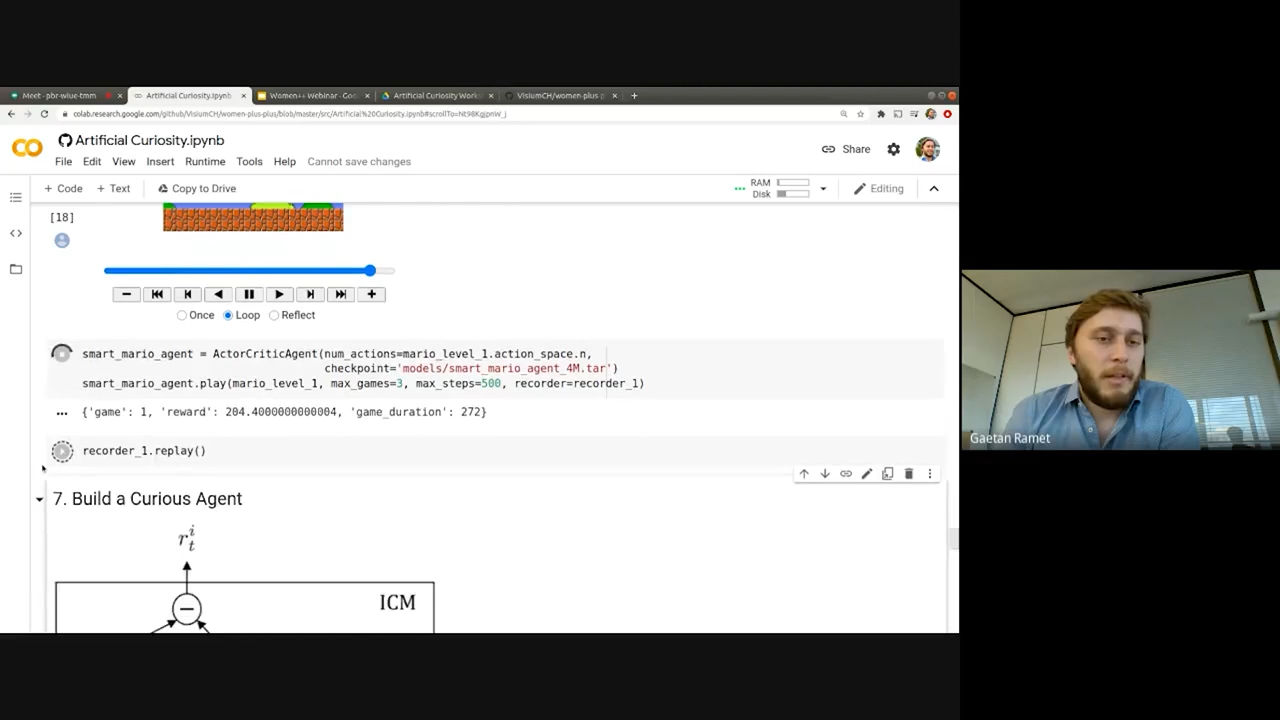 Meet - pbr-wiue-tmm
Artificial Curiosity.ipynb
Women++ Webinar - Goo
Artificial Curiosity Work
VisiumCH/women-plus-p
colab.research.google.com/github/VisiumCH/women-plus-plus/blob/master/src/Artificial%20Curiosity.ipynb#scrollTo=
Artificial Curiosity.ipynb
File Edit View Insert Runtime Tools Help Cannot save changes
Share
+ Code + Text Copy to Drive
RAM
Disk
Editing
[18]
Once Loop Reflect
smart_mario_agent = ActorCriticAgent(num_actions=mario_level_1.action_space.n,
checkpoint='models/smart_mario_agent_4M.tar')
smart_mario_agent.play(mario_level_1, max_games=3, max_steps=500, recorder=recorder_1)
{'game': 1, 'reward': 204.4000000000004, 'game_duration': 272}
recorder_1.replay()
7. Build a Curious Agent
r_t^i
ICM
Gaetan Ramet